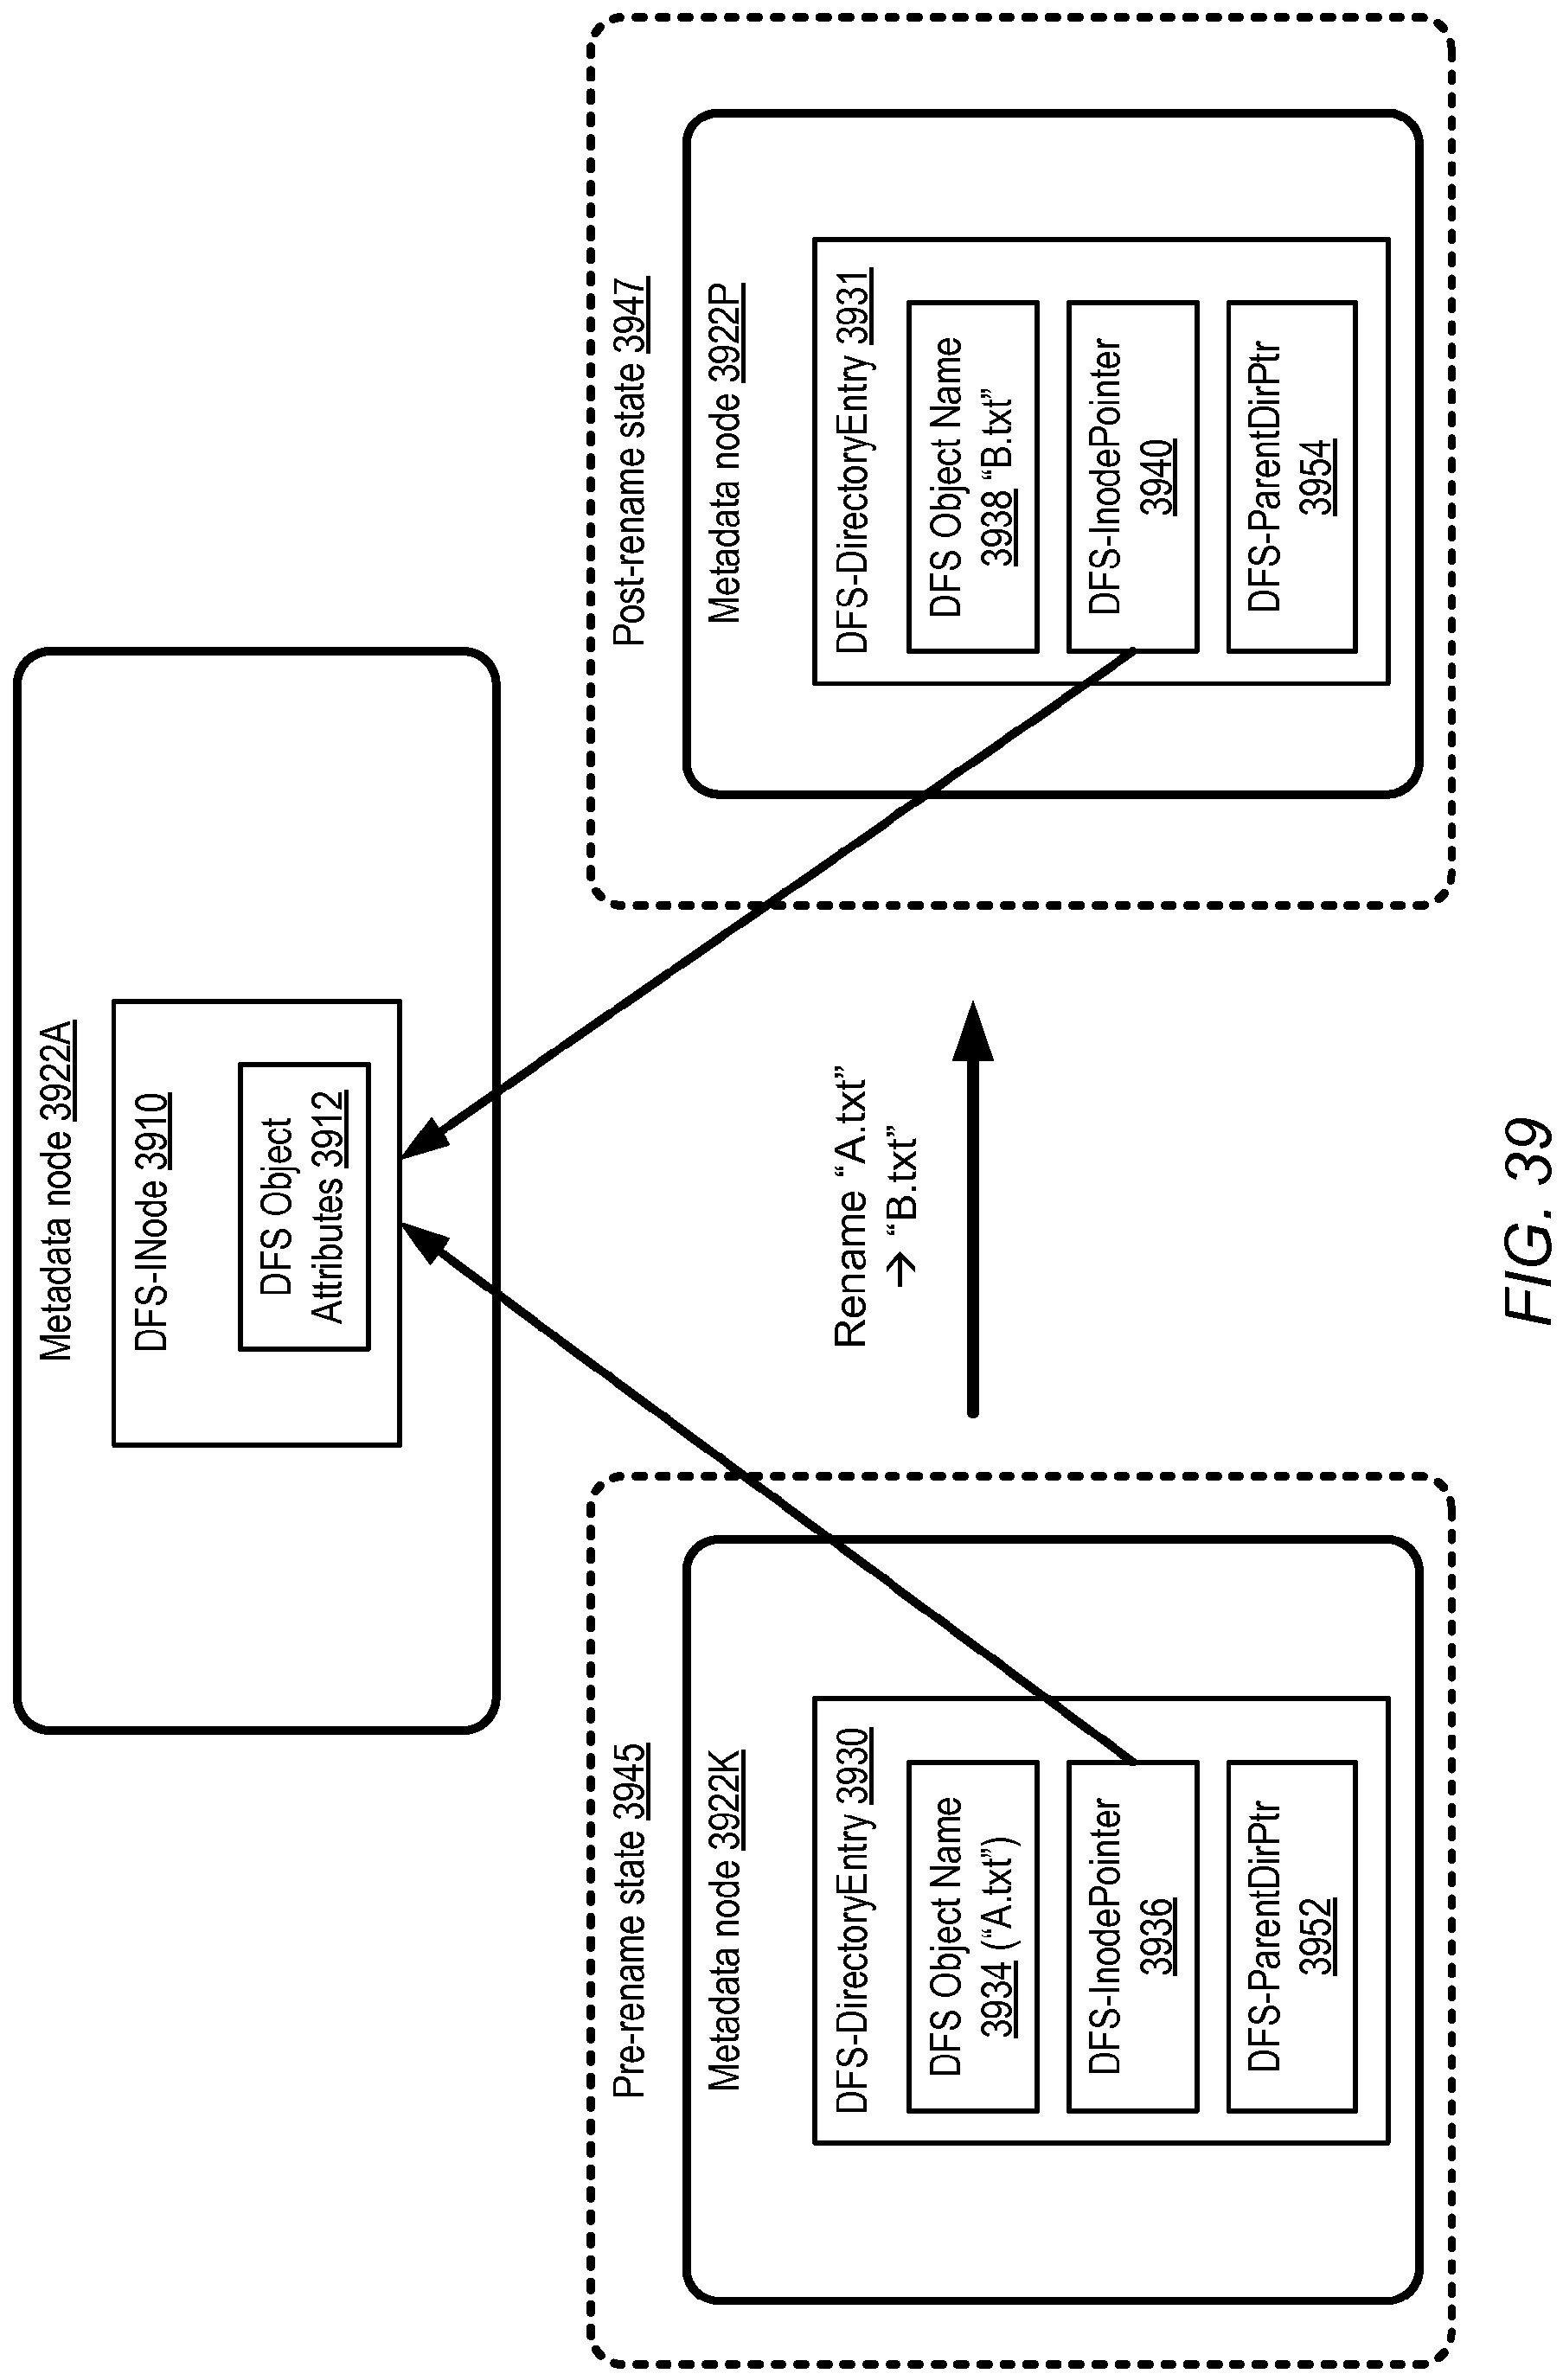 Metadata node 3922A
DFS-INode 3910
DFS Object
Attributes 3912
Pre-rename state 3945
Metadata node 3922K
DFS-DirectoryEntry 3930
DFS Object Name
3934 (“A.txt”)
DFS-InodePointer
3936
DFS-ParentDirPtr
3952
Rename “A.txt”
→ “B.txt”
Post-rename state 3947
Metadata node 3922P
DFS-DirectoryEntry 3931
DFS Object Name
3938 “B.txt”
DFS-InodePointer
3940
DFS-ParentDirPtr
3954
FIG. 39